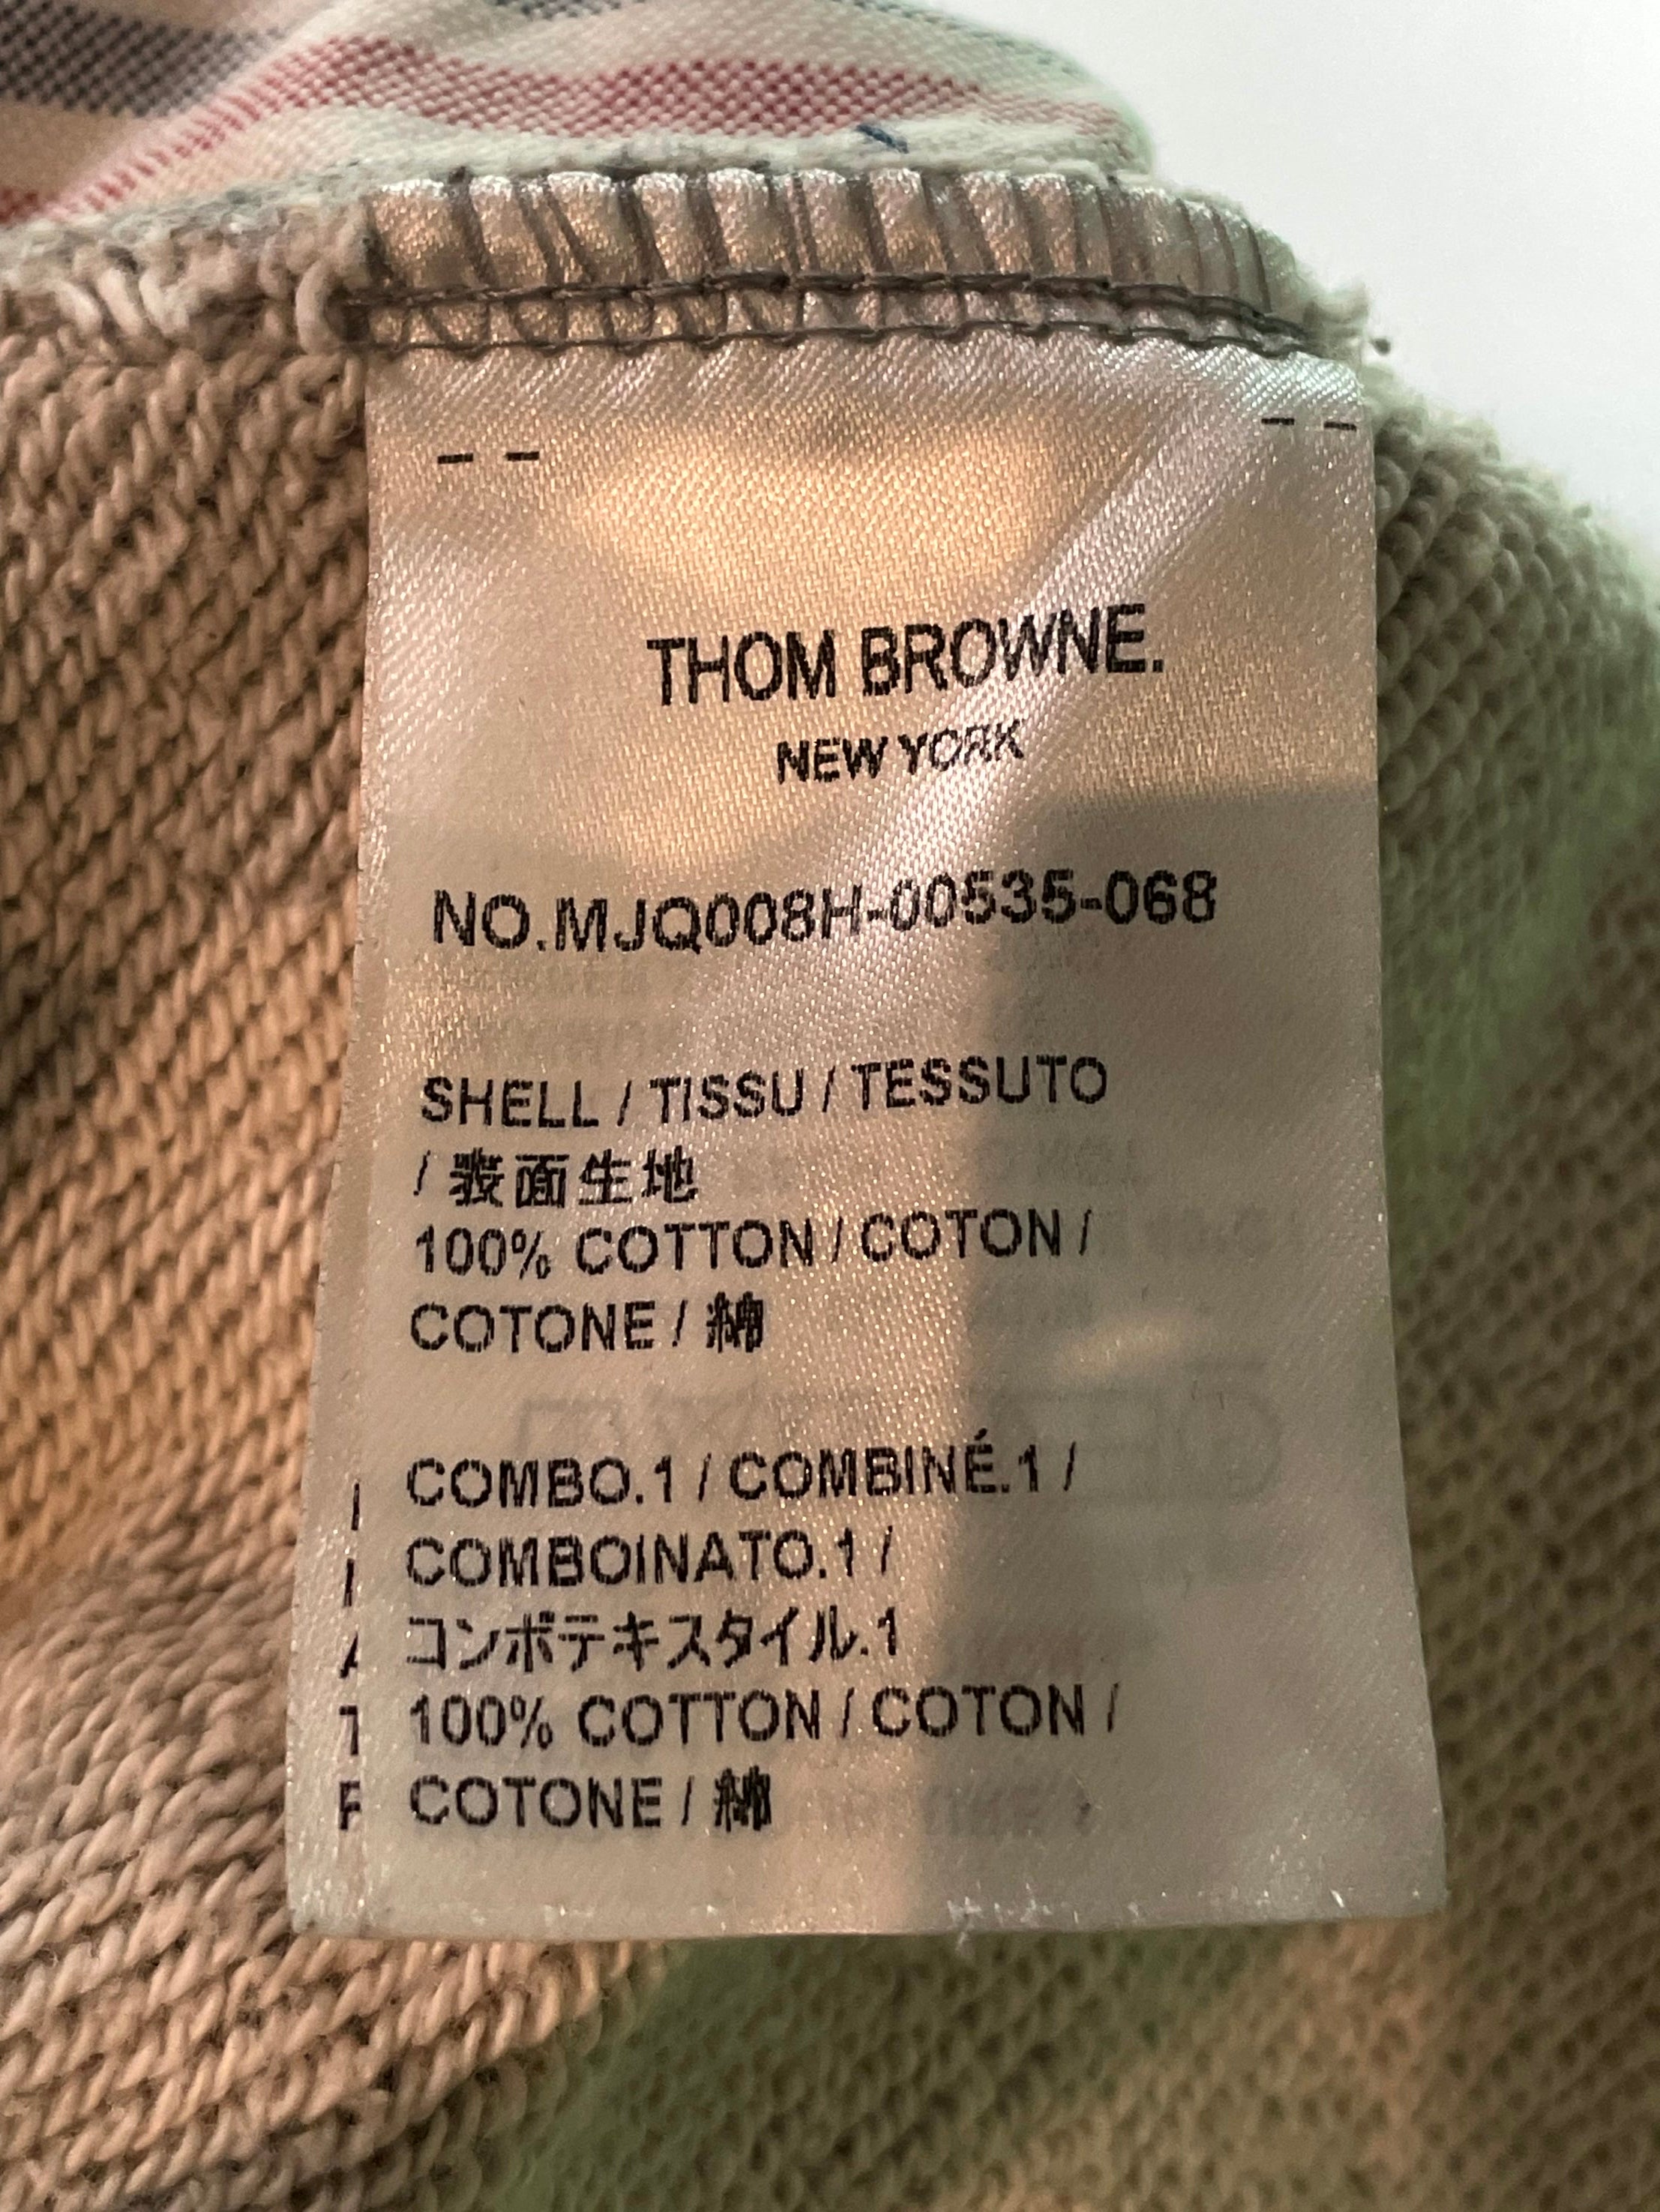 THOM BROWNE.
NEW YORK
NO.MJQ008H-00535-068
SHELL / TISSU / TESSUTO
/ 表面生地
100% COTTON / COTON /
COTONE / 綿
COMBO.1 / COMBINÉ.1 /
COMBOINATO.1 /
コンボテキスタイル.1
100% COTTON / COTON /
COTONE / 綿